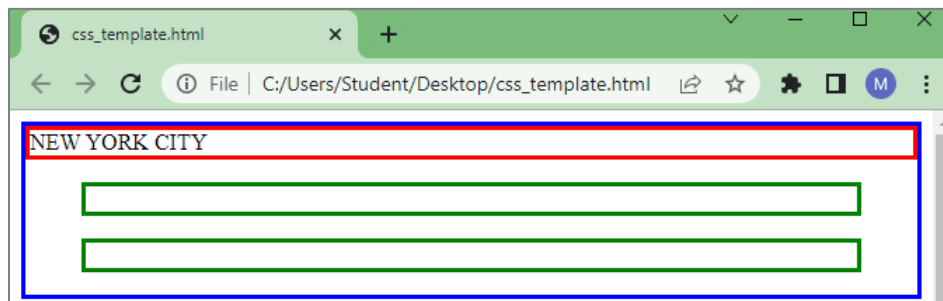 css_template.html
File C:/Users/Student/Desktop/css_template.html M
NEW YORK CITY